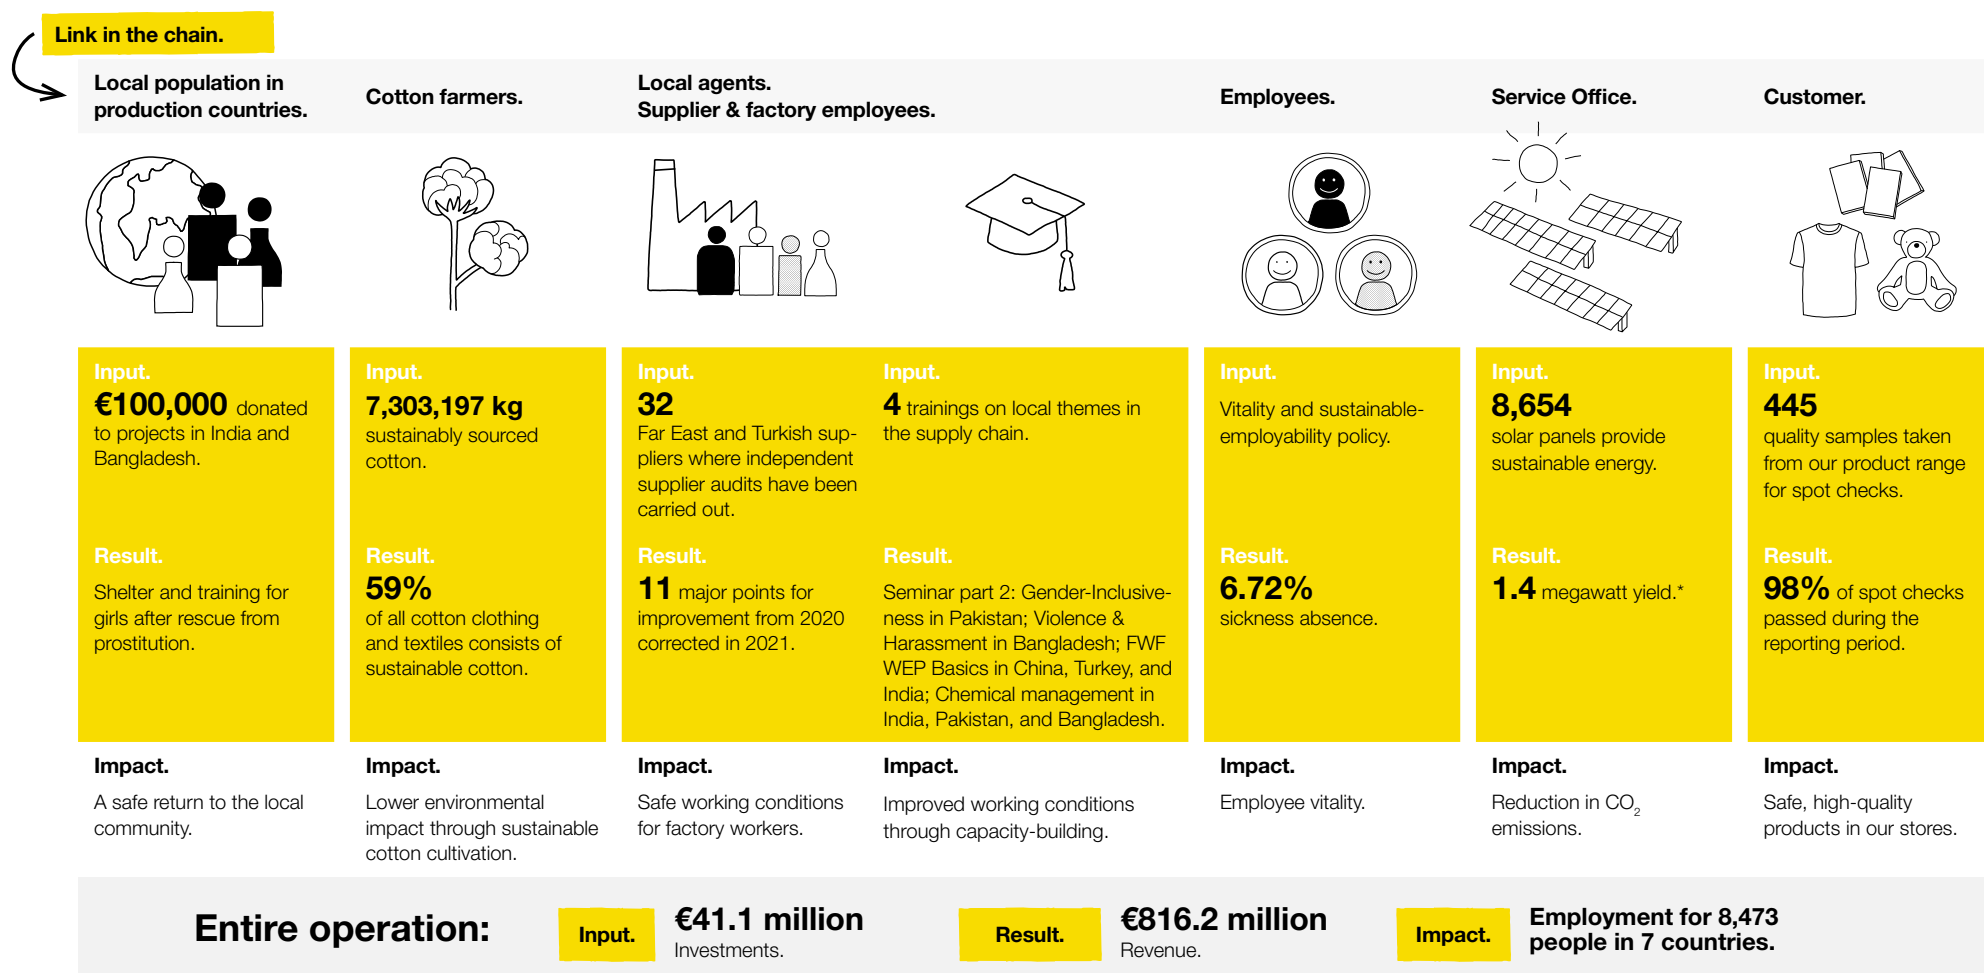 Link in the chain.
Local population in
production countries.
Cotton farmers.
Local agents.
Supplier & factory employees.
Employees.
Service Office.
Customer.
Input.
€100,000 donated
to projects in India and
Bangladesh.
Result.
Shelter and training for
girls after rescue from
prostitution.
Impact.
A safe return to the local
community.
Input.
7,303,197 kg
sustainably sourced
cotton.
Result.
59%
of all cotton clothing
and textiles consists of
sustainable cotton.
Impact.
Lower environmental
impact through sustainable
cotton cultivation.
Input.
32
Far East and Turkish sup-
pliers where independent
supplier audits have been
carried out.
Result.
11 major points for
improvement from 2020
corrected in 2021.
Impact.
Safe working conditions
for factory workers.
Input.
4 trainings on local themes in
the supply chain.
Result.
Seminar part 2: Gender-Inclusive-
ness in Pakistan; Violence &
Harassment in Bangladesh; FWF
WEP Basics in China, Turkey, and
India; Chemical management in
India, Pakistan, and Bangladesh.
Impact.
Improved working conditions
through capacity-building.
Input.
Vitality and sustainable-
employability policy.
Result.
6.72%
sickness absence.
Impact.
Employee vitality.
Input.
8,654
solar panels provide
sustainable energy.
Result.
1.4 megawatt yield.*
Impact.
Reduction in CO₂
emissions.
Input.
445
quality samples taken
from our product range
for spot checks.
Result.
98% of spot checks
passed during the
reporting period.
Impact.
Safe, high-quality
products in our stores.
Entire operation:
Input.
€41.1 million
Investments.
Result.
€816.2 million
Revenue.
Impact.
Employment for 8,473
people in 7 countries.